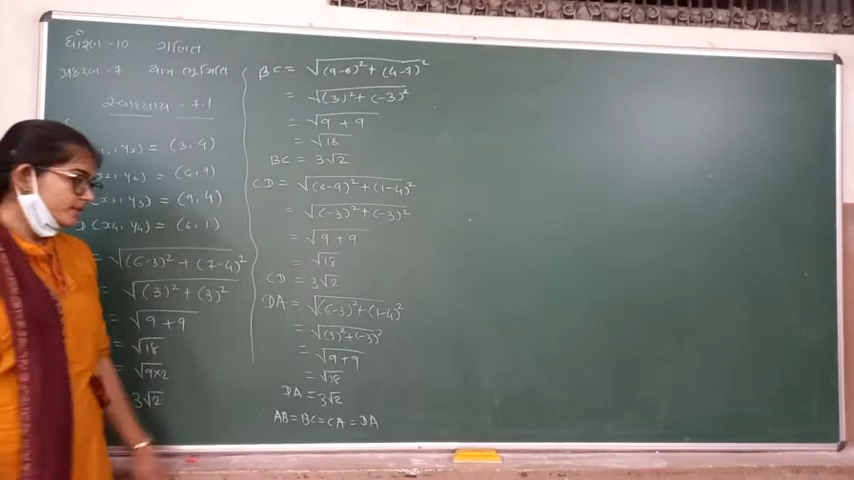 ધોરણ - 10 ગણિત
પ્રકરણ - 7 યામ ભૂમિતિ
સ્વાધ્યાય - 7.1
, y₂) = (3, 4)
(x₂, y₂) = (6, 7)
(x₃, y₃) = (9, 4)
D (x₄, y₄) = (6, 1)
= √(6-3)² + (7-4)²
= √(3)² + (3)²
= √9 + 9
= √18
= √9×2
3√2
BC = √(9-6)² + (4-7)²
= √(3)² + (-3)²
= √9 + 9
= √18
BC = 3√2
CD = √(6-9)² + (1-4)²
= √(-3)² + (-3)²
= √9 + 9
= √18
CD = 3√2
DA = √(6-3)² + (1-4)²
= √(3)² + (-3)²
= √9 + 9
= √18
DA = 3√2
AB = BC = CA = DA